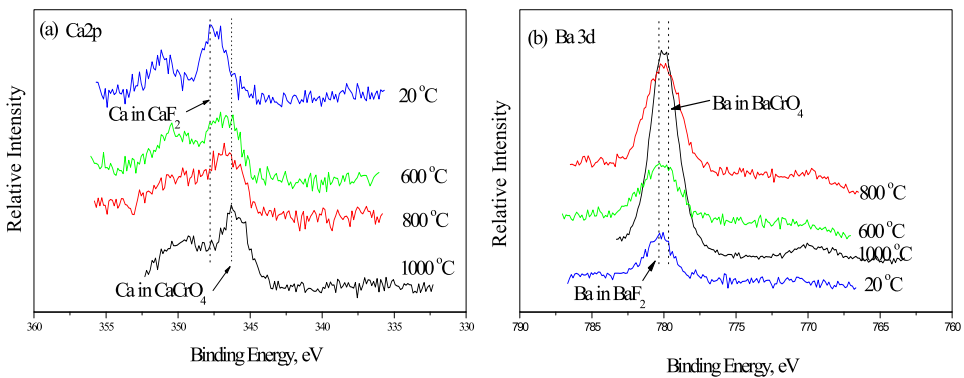 (a) Ca2p
Relative Intensity
Ca in CaF₂
20 °C
600 °C
800 °C
1000 °C
Ca in CaCrO₄
360 355 350 345 340 335 330
Binding Energy, eV
(b) Ba 3d
Relative Intensity
Ba in BaCrO₄
800 °C
600 °C
1000 °C
Ba in BaF₂
20 °C
790 785 780 775 770 765 760
Binding Energy, eV